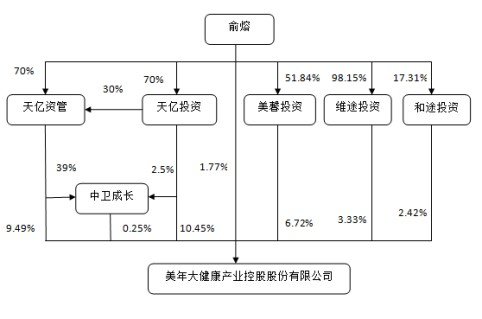 俞熔
70%
70%
51.84%
98.15%
17.31%
30%
天亿资管
天亿投资
美馨投资
维途投资
和途投资
39%
2.5%
1.77%
中卫成长
9.49%
0.25%
10.45%
6.72%
3.33%
2.42%
美年大健康产业控股股份有限公司